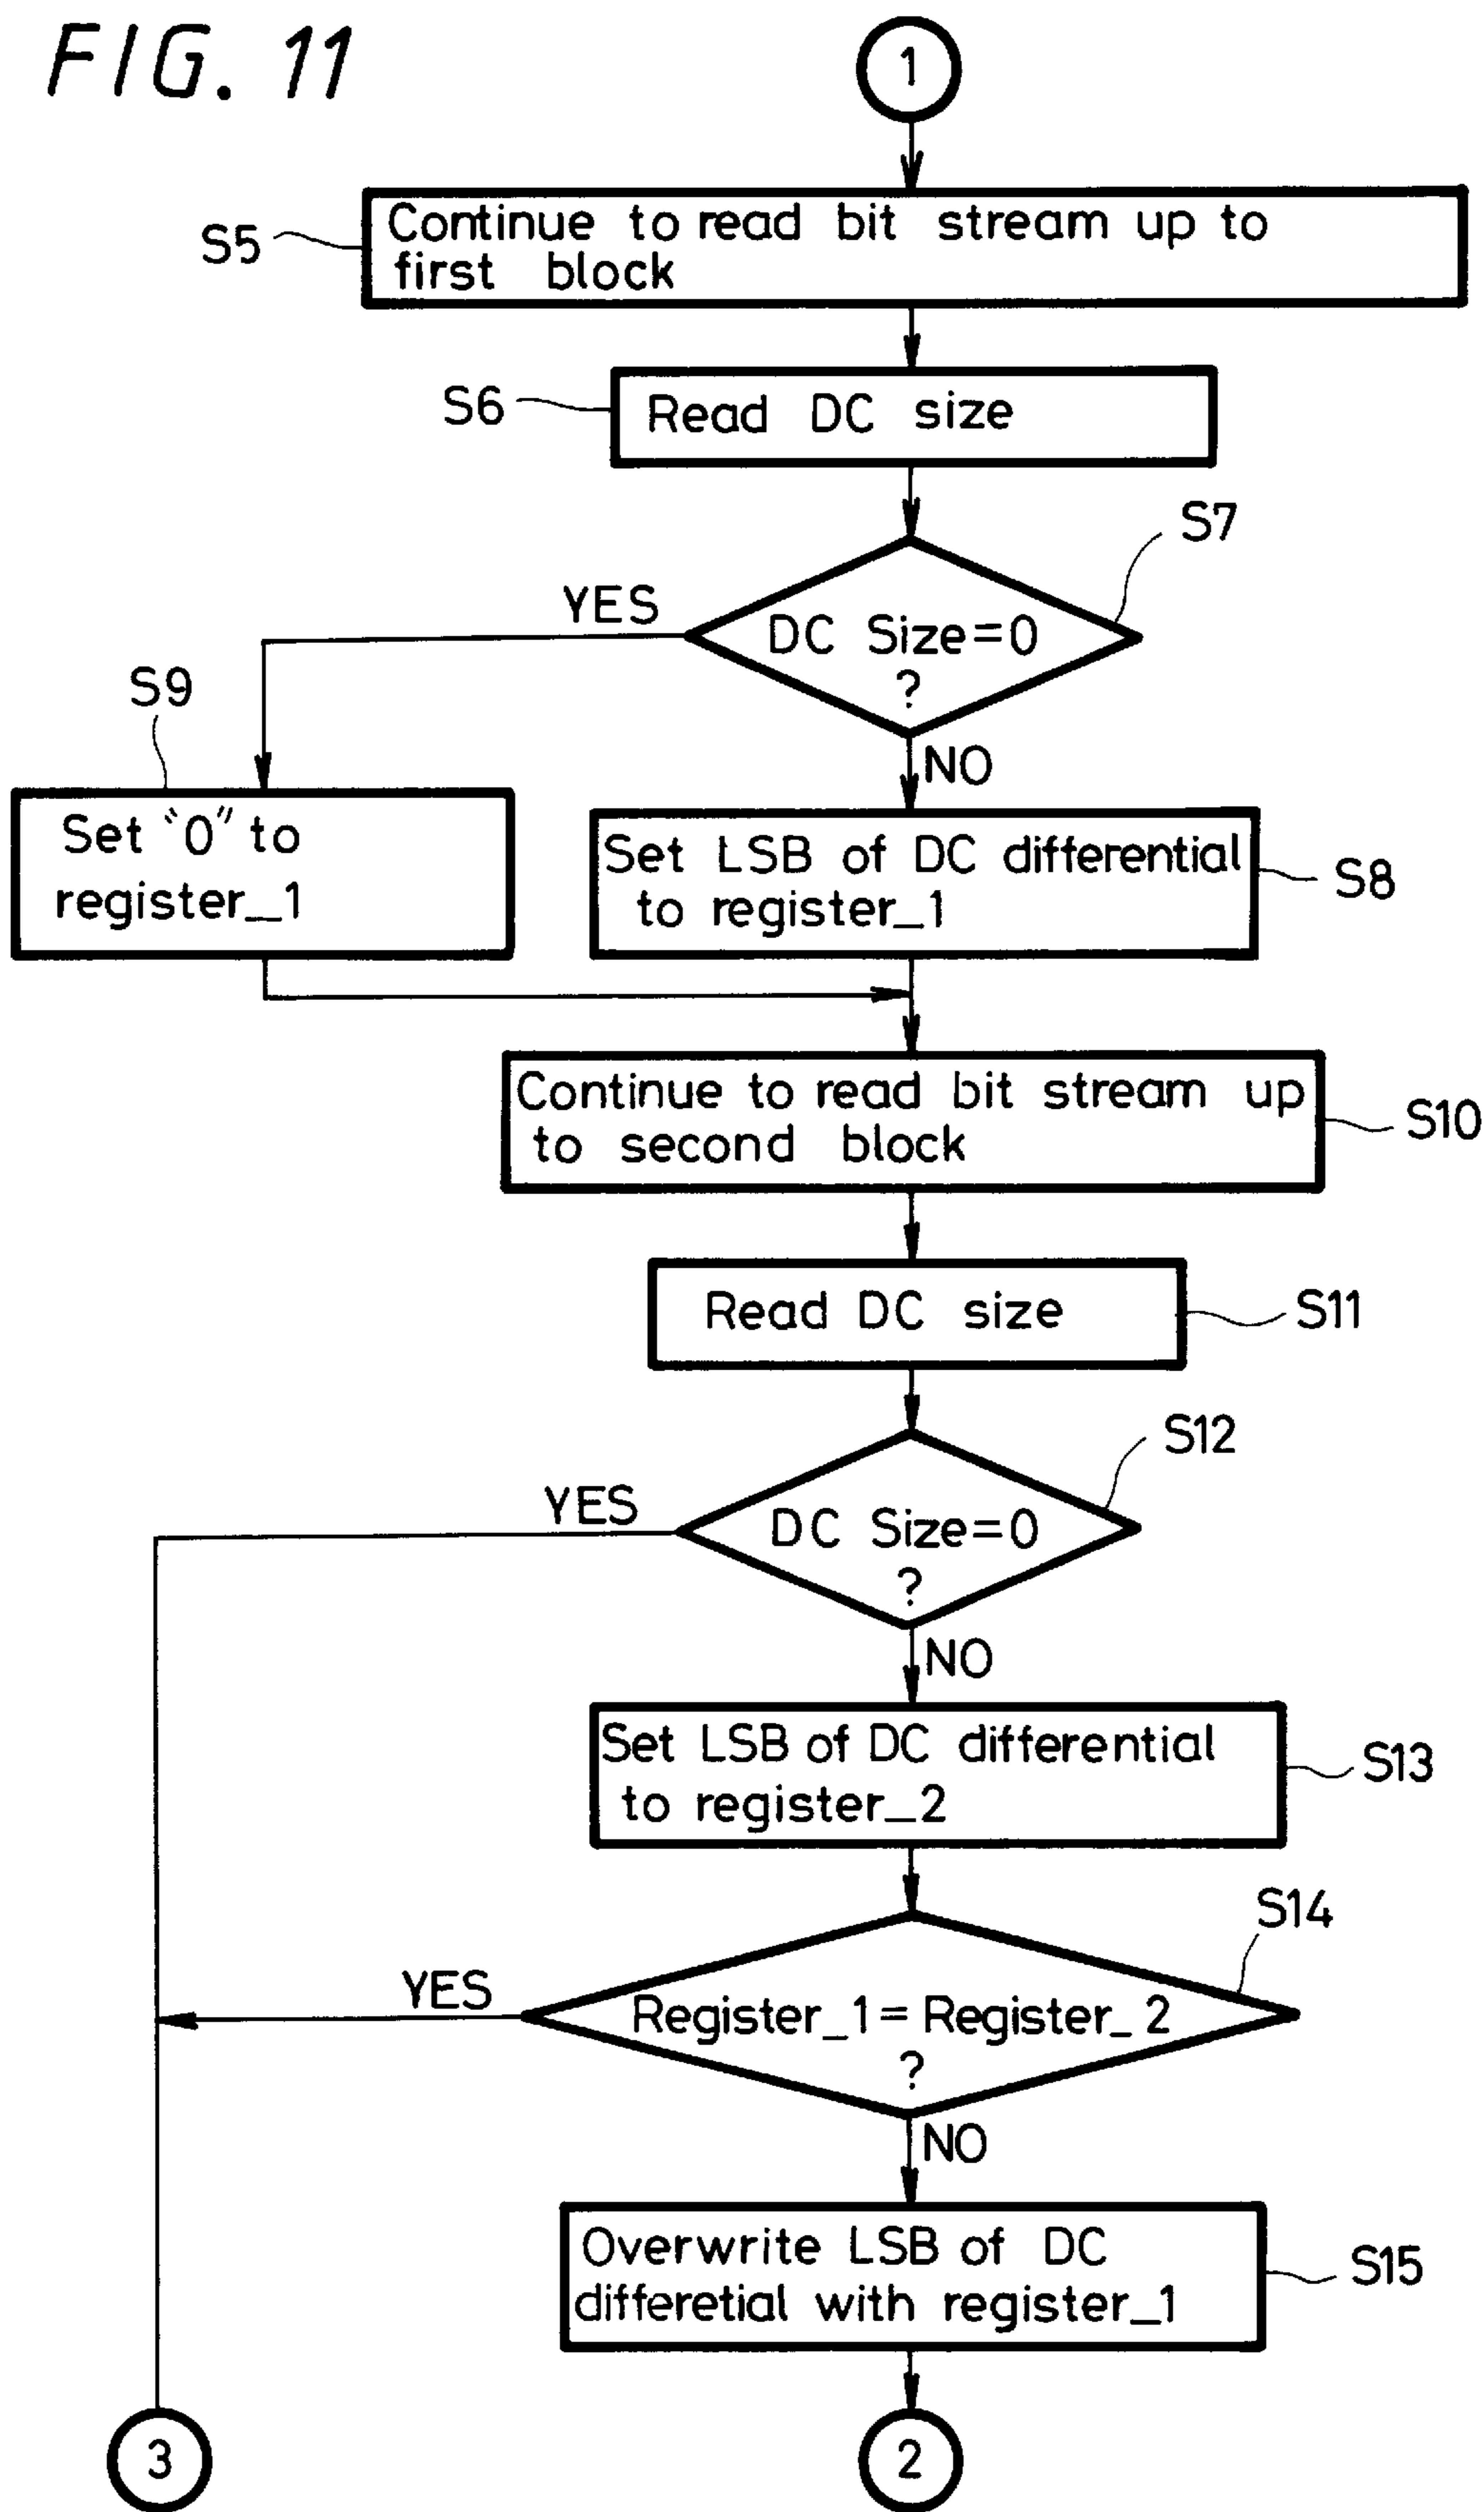 FIG. 11
1
S5
Continue to read bit stream up to
first block
S6
Read DC size
S7
YES
DC Size=0
?
S9
NO
Set "0" to
register_1
Set LSB of DC differential
to register_1
S8
Continue to read bit stream up
to second block
S10
Read DC size
S11
S12
YES
DC Size=0
?
NO
Set LSB of DC differential
to register_2
S13
S14
YES
Register_1=Register_2
?
NO
Overwrite LSB of DC
differetial with register_1
S15
3
2